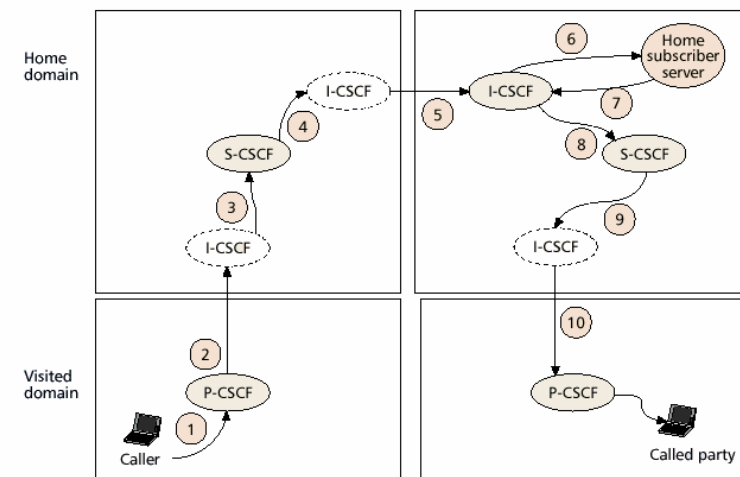 Home
domain
I-CSCF
4
S-CSCF
3
I-CSCF
5
6
Home
subscriber
server
I-CSCF
7
8
S-CSCF
9
I-CSCF
10
Visited
domain
2
P-CSCF
1
Caller
P-CSCF
Called party